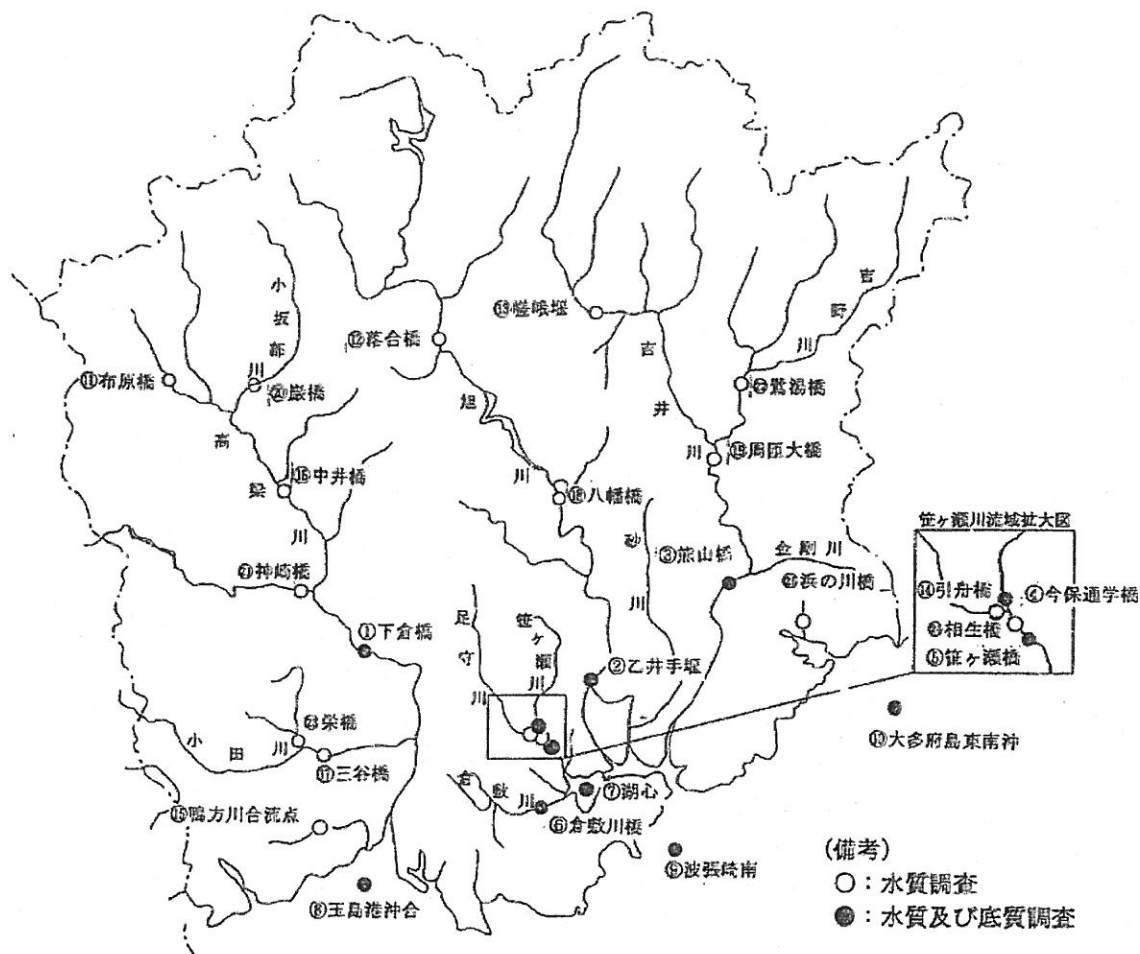 小坂部川
⑬嵯峨堰
⑫落合橋
吉野川
⑪布原橋
⑳巌橋
旭川
吉井川
㉒鷺湯橋
高梁川
⑲周匝大橋
⑯中井橋
⑱八幡橋
笹ヶ瀬川流域拡大図
砂川
③熊山橋
金剛川
㉑神崎橋
浜の川橋
⑭引舟橋
④今保通学橋
相生橋
⑤笹ヶ瀬橋
①下倉橋
足守川
笹ヶ瀬川
②乙井手堰
⑩大多府島東南沖
栄橋
小田川
⑰三谷橋
倉敷川
⑦湖心
⑮鴨方川合流点
⑥倉敷川橋
⑨波張崎南
⑧玉島港沖合
(備考)
○：水質調査
●：水質及び底質調査